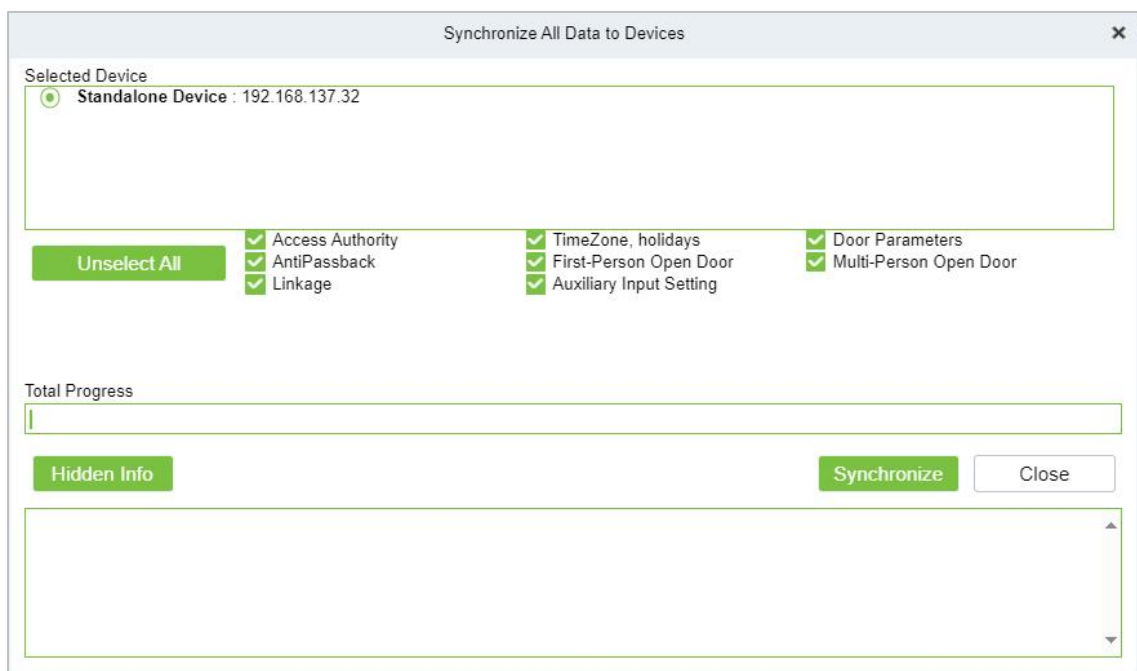 Synchronize All Data to Devices
Selected Device
Standalone Device : 192.168.137.32
Unselect All
Access Authority
TimeZone, holidays
Door Parameters
AntiPassback
First-Person Open Door
Multi-Person Open Door
Linkage
Auxiliary Input Setting
Total Progress
Hidden Info
Synchronize
Close